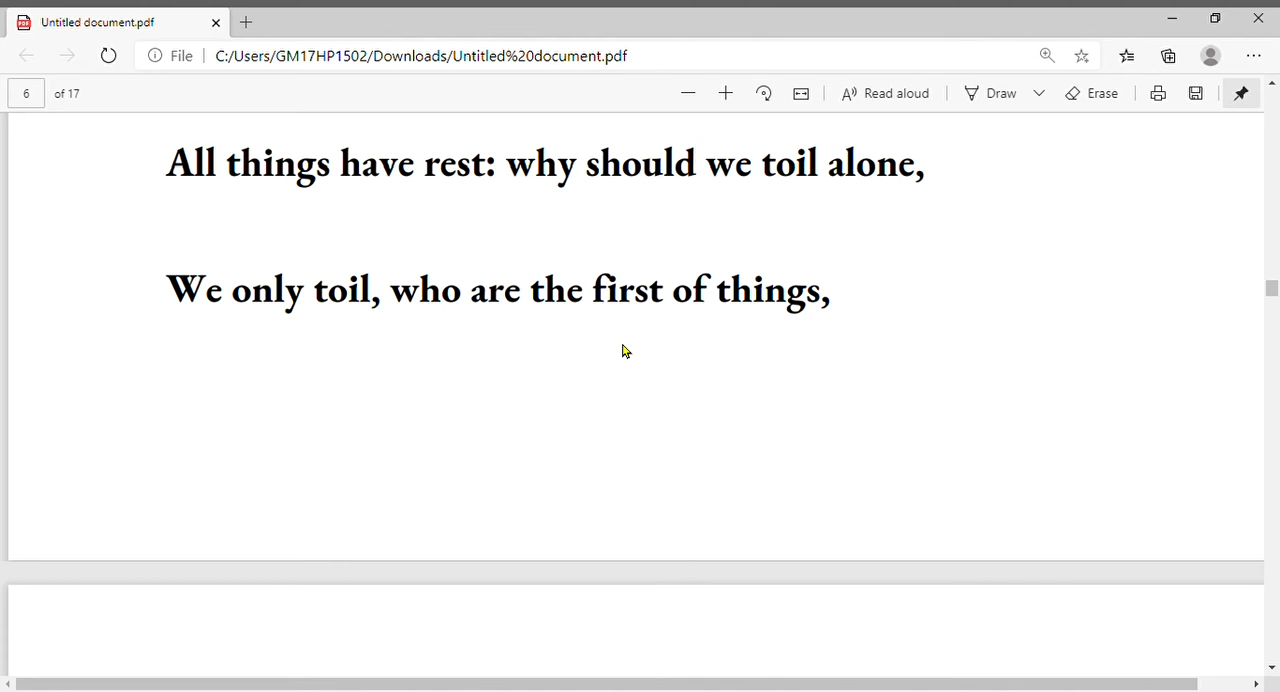 Untitled document.pdf
File C:/Users/GM17HP1502/Downloads/Untitled%20document.pdf
6 of 17 Read aloud Draw Erase
All things have rest: why should we toil alone,
We only toil, who are the first of things,